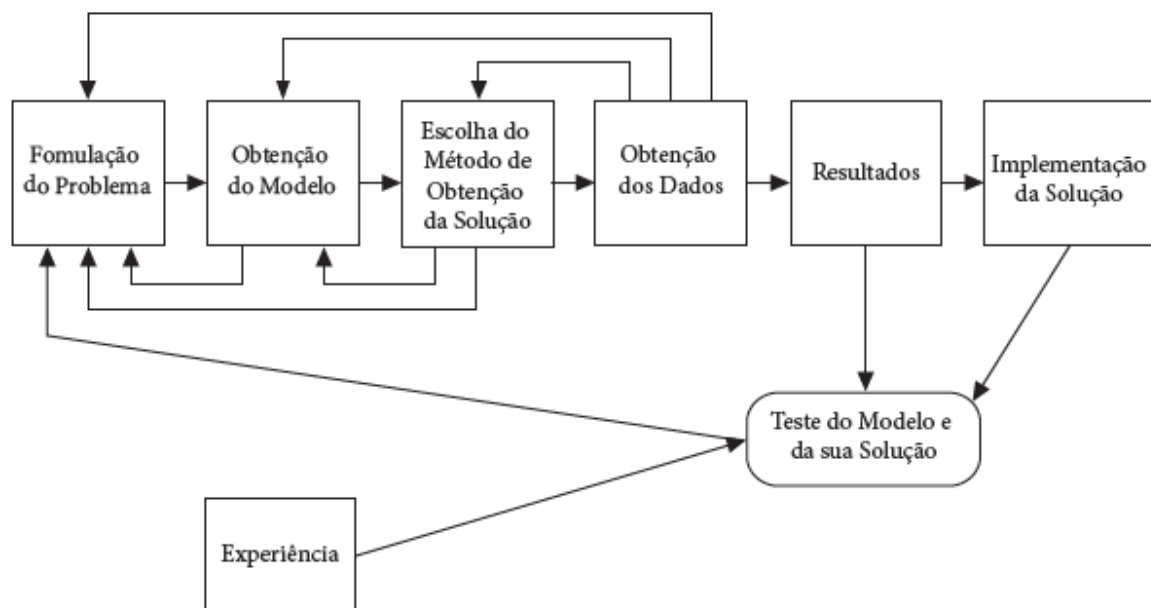 Fomulação
do Problema
Obtenção
do Modelo
Escolha do
Método de
Obtenção
da Solução
Obtenção
dos Dados
Resultados
Implementação
da Solução
Teste do Modelo e
da sua Solução
Experiência